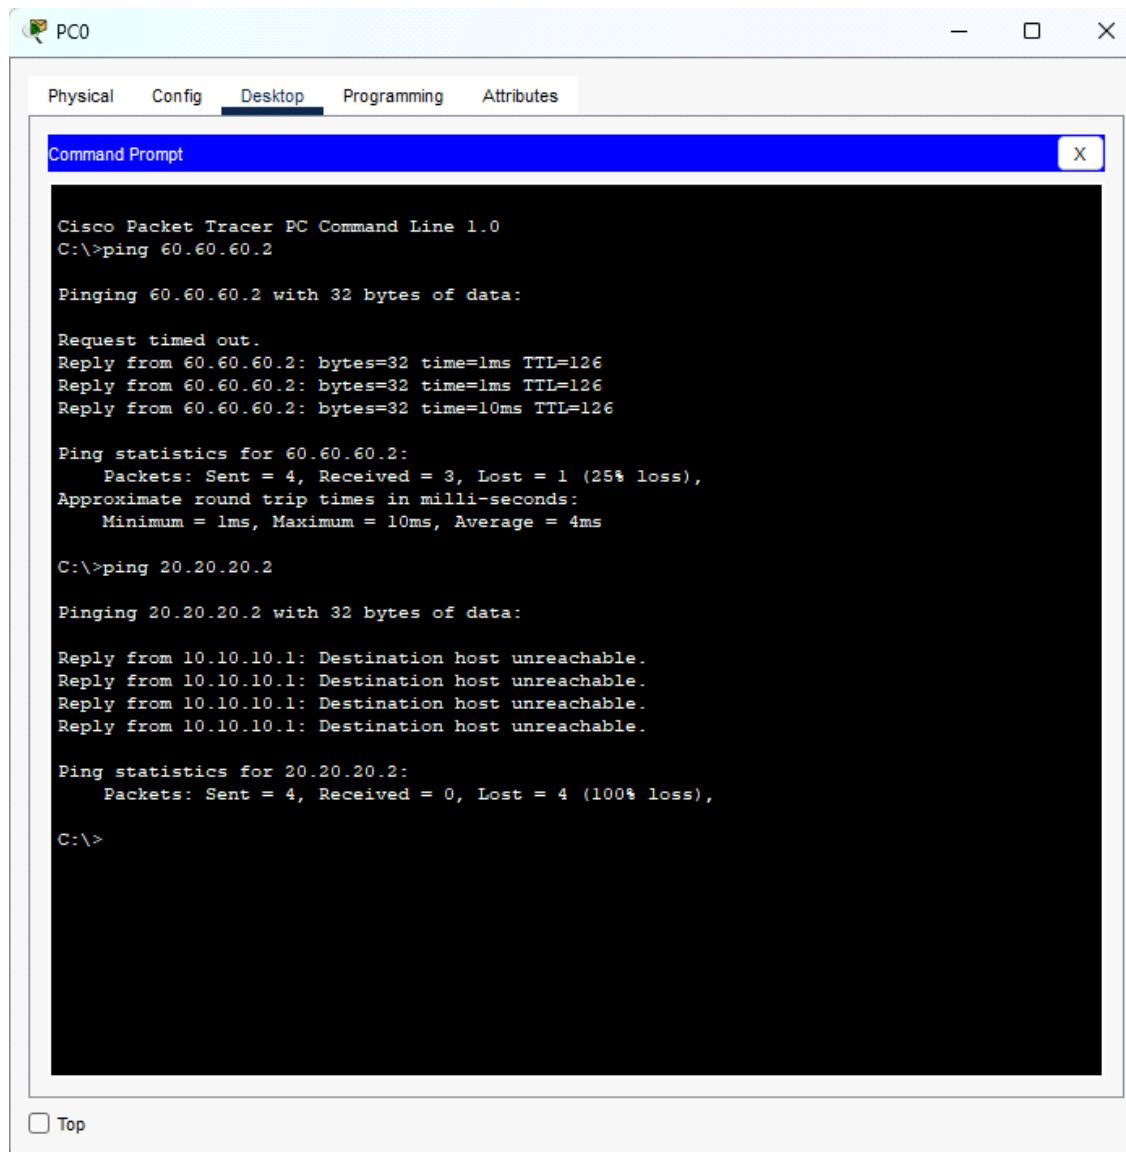 PC0
Physical Config Desktop Programming Attributes
Command Prompt
X
Cisco Packet Tracer PC Command Line 1.0
C:\>ping 60.60.60.2
Pinging 60.60.60.2 with 32 bytes of data:
Request timed out.
Reply from 60.60.60.2: bytes=32 time=1ms TTL=126
Reply from 60.60.60.2: bytes=32 time=1ms TTL=126
Reply from 60.60.60.2: bytes=32 time=10ms TTL=126
Ping statistics for 60.60.60.2:
    Packets: Sent = 4, Received = 3, Lost = 1 (25% loss),
Approximate round trip times in milli-seconds:
    Minimum = 1ms, Maximum = 10ms, Average = 4ms
C:\>ping 20.20.20.2
Pinging 20.20.20.2 with 32 bytes of data:
Reply from 10.10.10.1: Destination host unreachable.
Reply from 10.10.10.1: Destination host unreachable.
Reply from 10.10.10.1: Destination host unreachable.
Reply from 10.10.10.1: Destination host unreachable.
Ping statistics for 20.20.20.2:
    Packets: Sent = 4, Received = 0, Lost = 4 (100% loss),
C:\>
Top